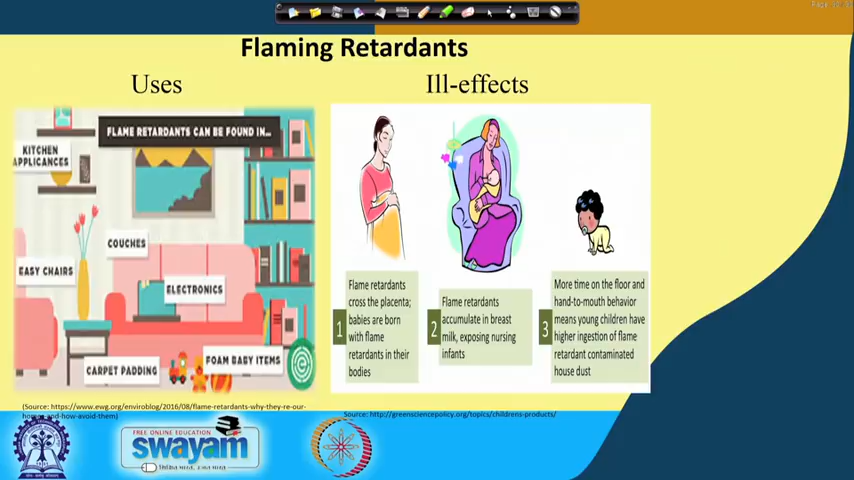 Flaming Retardants
Uses
Ill-effects
FLAME RETARDANTS CAN BE FOUND IN...
KITCHEN
APPLICANCES
COUCHES
EASY CHAIRS
ELECTRONICS
FOAM BABY ITEMS
CARPET PADDING
1
Flame retardants
cross the placenta;
babies are born
with flame
retardants in their
bodies
2
Flame retardants
accumulate in breast
milk, exposing nursing
infants
3
More time on the floor and
hand-to-mouth behavior
means young children have
higher ingestion of flame
retardant contaminated
house dust
(Source: https://www.ewg.org/enviroblog/2016/08/flame-retardants-why-they-re-our-
homes-and-how-avoid-them)
Source: http://greensciencepolicy.org/topics/childrens-products/
FREE ONLINE EDUCATION
swayam